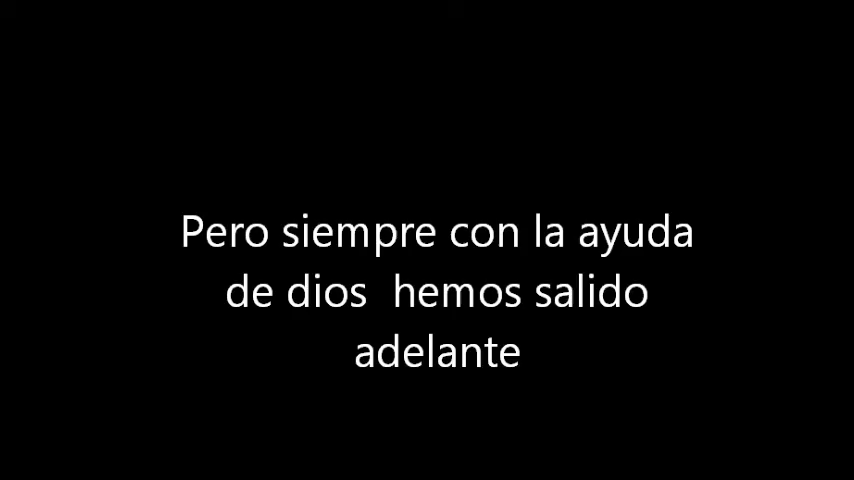 Pero siempre con la ayuda
de dios  hemos salido
adelante